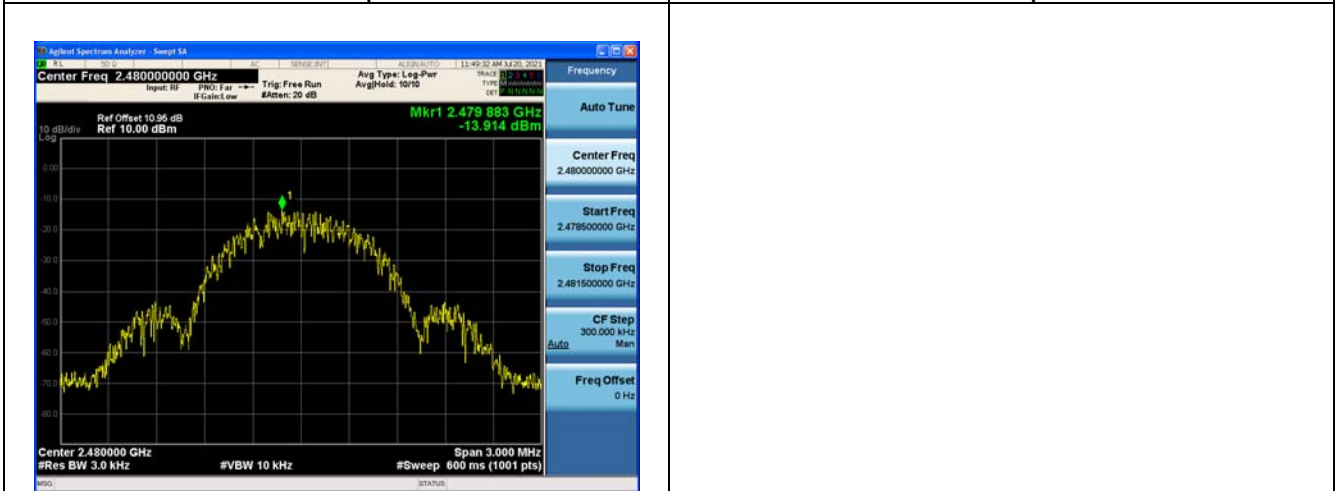 Agilent Spectrum Analyzer - Swept SA
RL 50 Ω AC SENSE:INT ALIGN AUTO 11:49:32 AM Jul 20, 2021
Center Freq 2.480000000 GHz
Input: RF PNO: Far
IFGain:Low
Trig: Free Run
#Atten: 20 dB
Avg Type: Log-Pwr
Avg|Hold: 10/10
TRACE 1 2 3 4 5 6
TYPE
DET P N N N N N
Mkr1 2.479 883 GHz
-13.914 dBm
Ref Offset 10.95 dB
10 dB/div Ref 10.00 dBm
Log
0.00
-10.0
-20.0
-30.0
-40.0
-50.0
-60.0
-70.0
-80.0
1
Center 2.480000 GHz
Span 3.000 MHz
#Res BW 3.0 kHz
#VBW 10 kHz
#Sweep 600 ms (1001 pts)
MSG
STATUS
Frequency
Auto Tune
Center Freq
2.480000000 GHz
Start Freq
2.478500000 GHz
Stop Freq
2.481500000 GHz
CF Step
300.000 kHz
Auto Man
Freq Offset
0 Hz